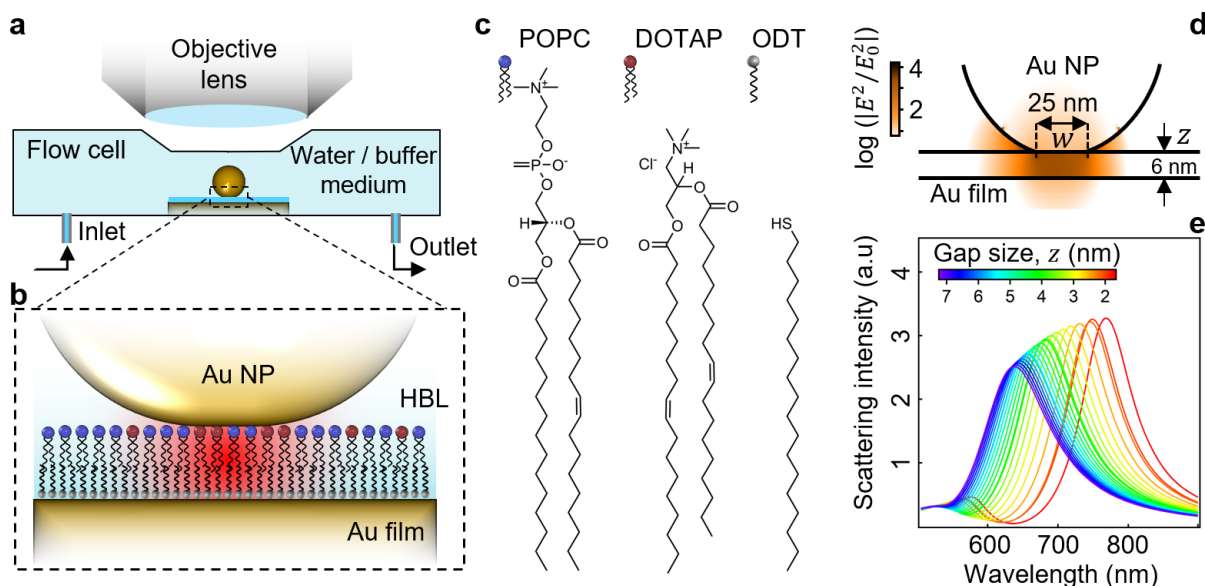 a
Objective
lens
Flow cell
Water / buffer
medium
Inlet
Outlet
b
Au NP
HBL
Au film
c
POPC
DOTAP
ODT
N+
O
O
P
O-
O
H
O
O
O
O
N+
Cl-
H
O
O
O
O
HS
d
log (|E²/E₀²|)
4
2
Au NP
25 nm
w
z
6 nm
Au film
e
Gap size, z (nm)
7 6 5 4 3 2
Scattering intensity (a.u)
4
3
2
1
600 700 800
Wavelength (nm)